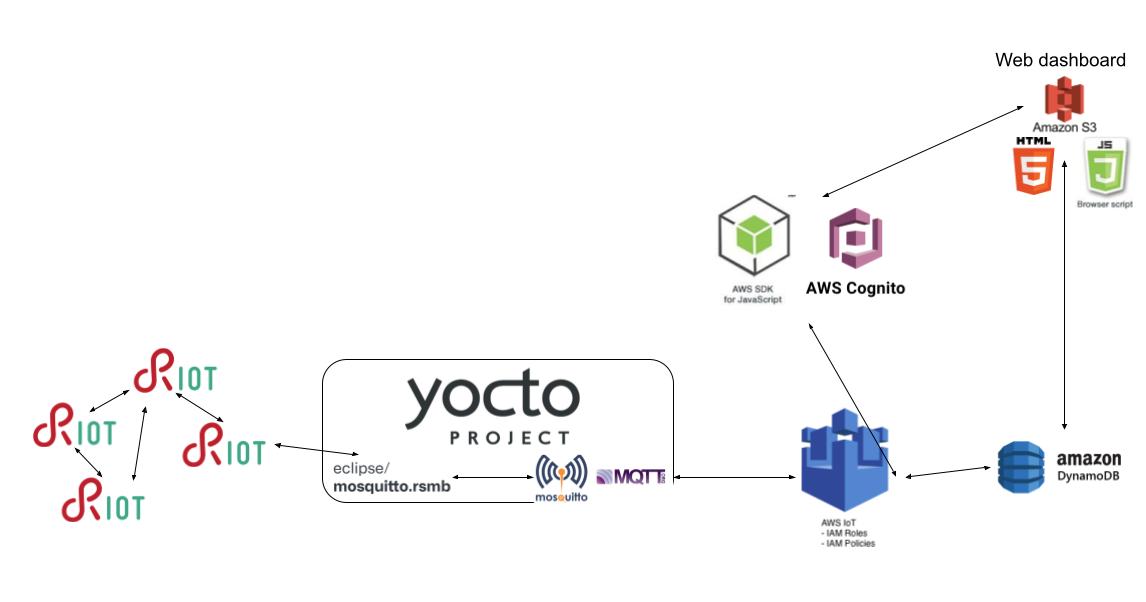 Web dashboard
Amazon S3
HTML
5
JS
Browser script
AWS SDK
for JavaScript
AWS Cognito
RIOT
RIOT
RIOT
RIOT
yocto
PROJECT
eclipse/
mosquitto.rsmb
mosquitto
MQTT
AWS IoT
- IAM Roles
- IAM Policies
amazon
DynamoDB